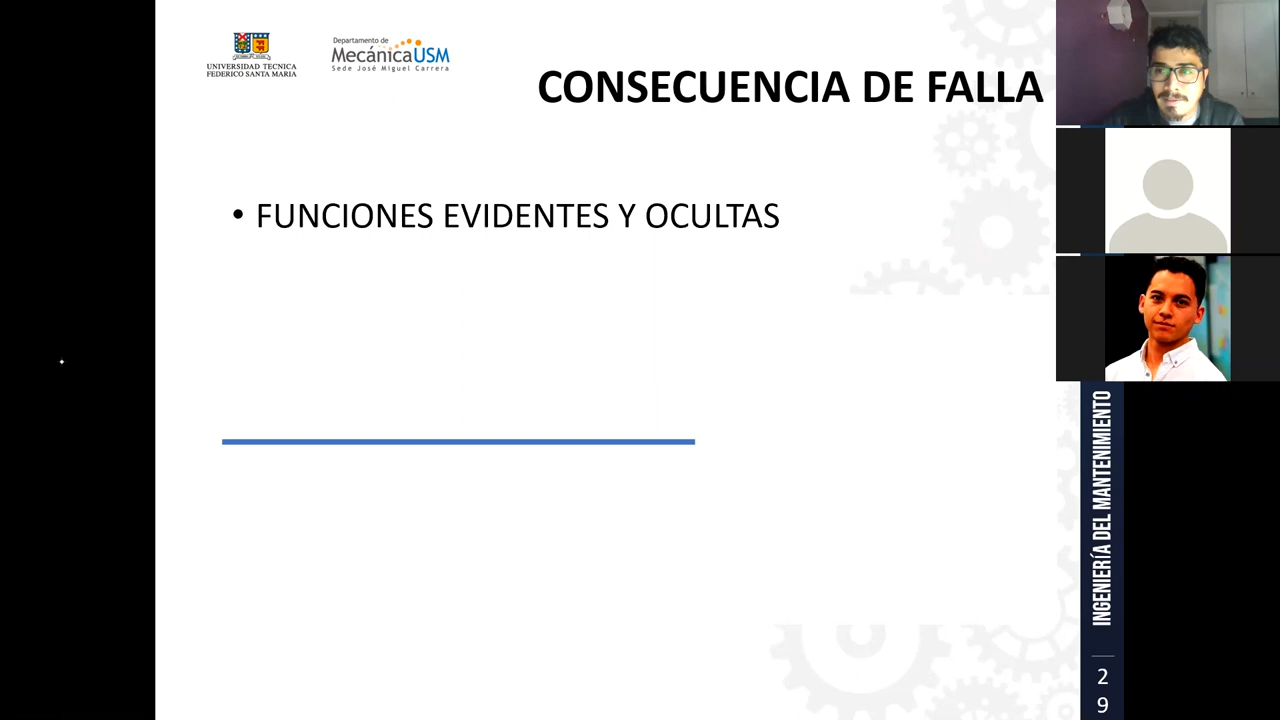 UNIVERSIDAD TECNICA
FEDERICO SANTA MARIA
Departamento de
MecánicaUSM
Sede José Miguel Carrera
CONSECUENCIA DE FALLA
• FUNCIONES EVIDENTES Y OCULTAS
INGENIERÍA DEL MANTENIMIENTO
2
9